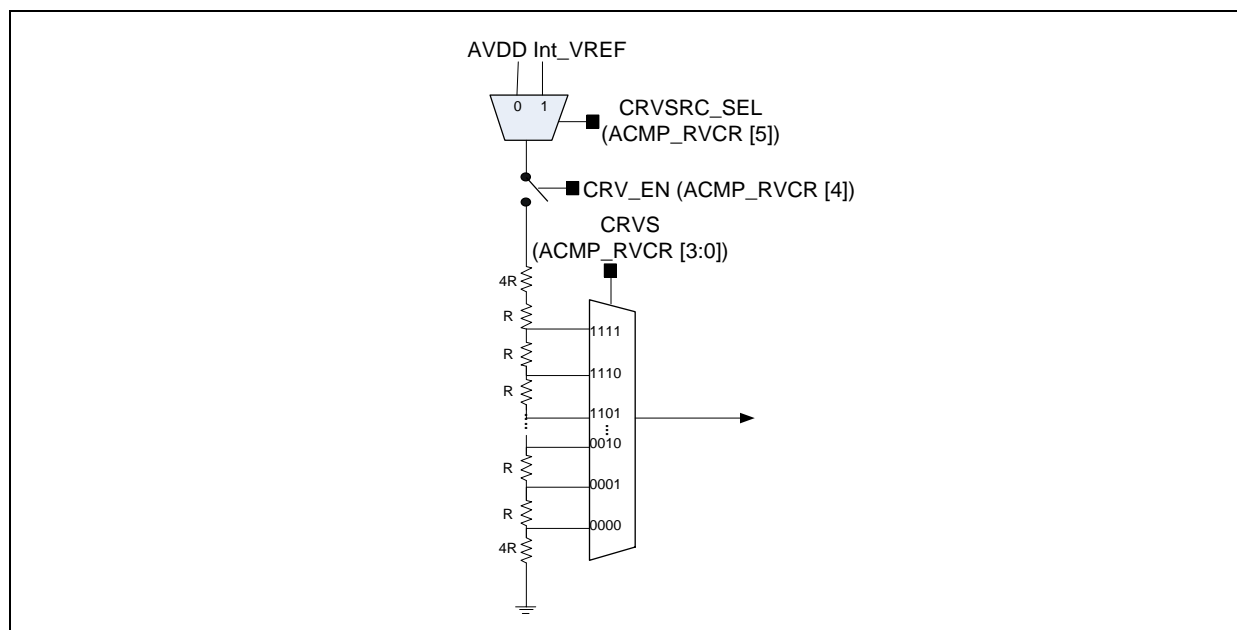 AVDD Int_VREF
0 1
CRVSRC_SEL
(ACMP_RVCR [5])
CRV_EN (ACMP_RVCR [4])
CRVS
(ACMP_RVCR [3:0])
4R
R
1111
R
1110
R
1101
...
0010
R
0001
R
0000
4R